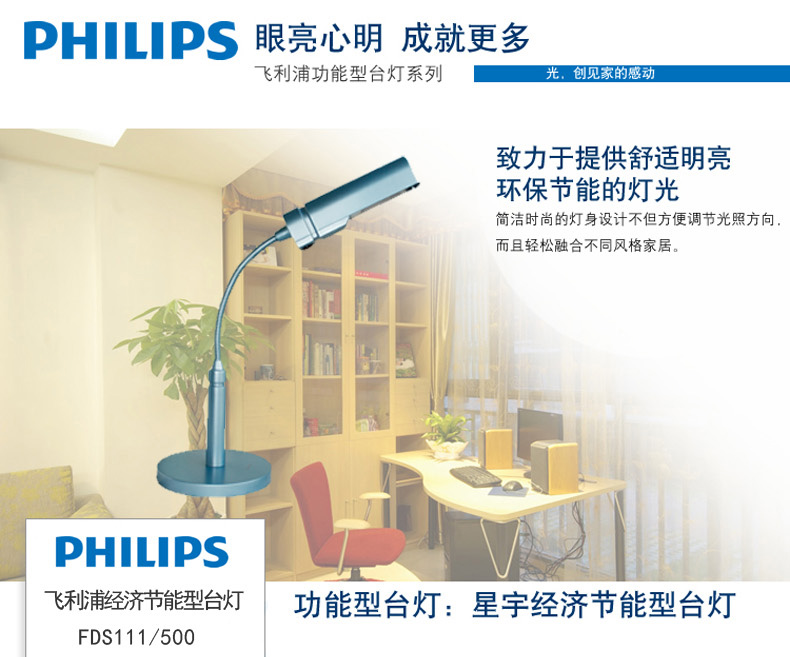 PHILIPS
眼亮心明 成就更多
飞利浦功能型台灯系列
光，创见家的感动
致力于提供舒适明亮
环保节能的灯光
简洁时尚的灯身设计不但方便调节光照方向，
而且轻松融合不同风格家居。
PHILIPS
飞利浦经济节能型台灯
FDS111/500
功能型台灯：星宇经济节能型台灯